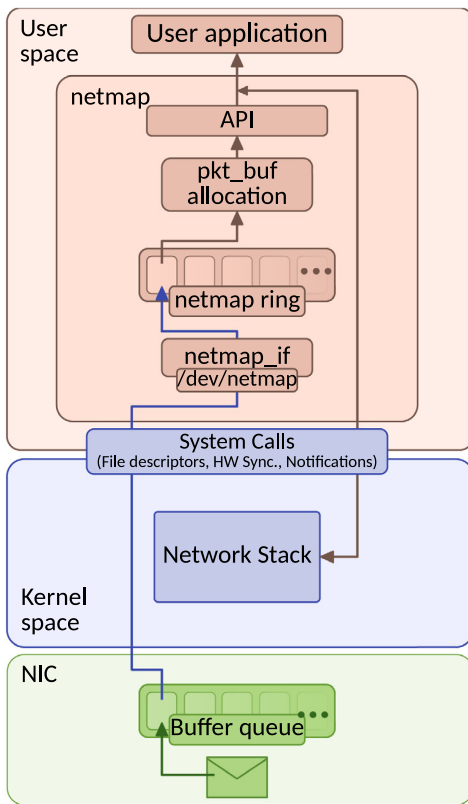 User
space
User application
netmap
API
pkt_buf
allocation
netmap ring
netmap_if
/dev/netmap
System Calls
(File descriptors, HW Sync., Notifications)
Network Stack
Kernel
space
NIC
Buffer queue